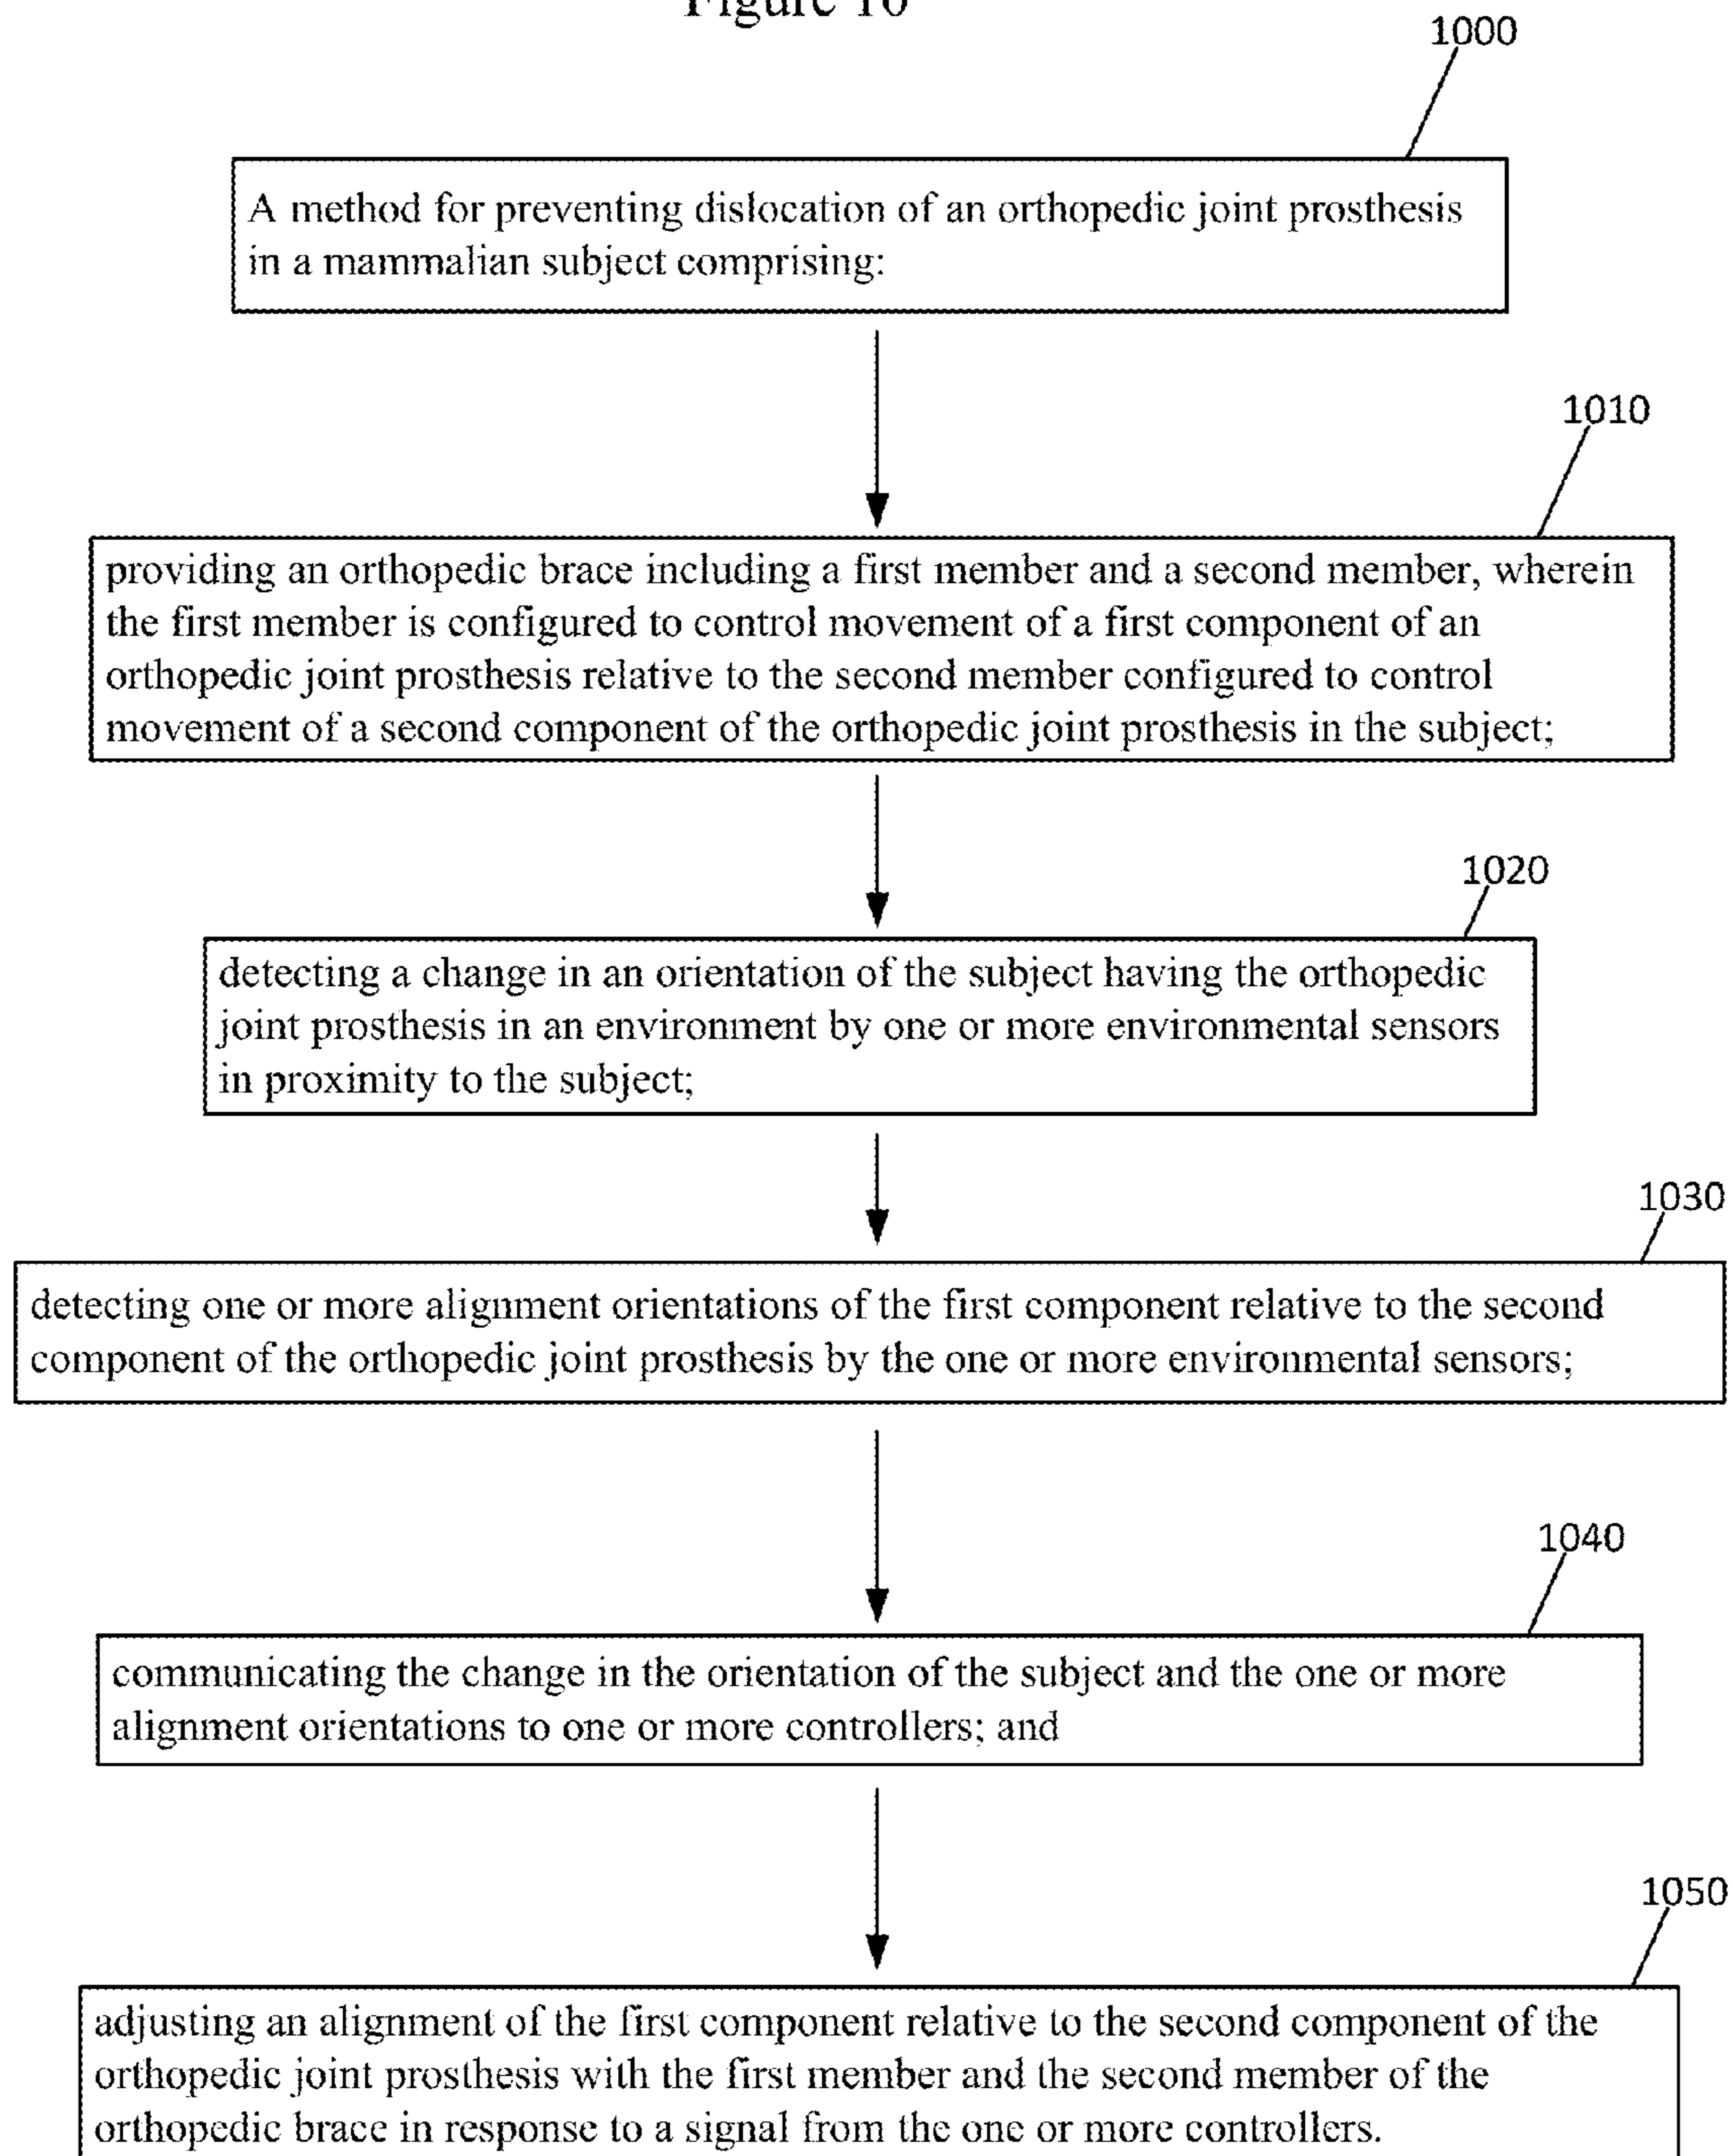 Figure 10
1000
A method for preventing dislocation of an orthopedic joint prosthesis
in a mammalian subject comprising:
1010
providing an orthopedic brace including a first member and a second member, wherein
the first member is configured to control movement of a first component of an
orthopedic joint prosthesis relative to the second member configured to control
movement of a second component of the orthopedic joint prosthesis in the subject;
1020
detecting a change in an orientation of the subject having the orthopedic
joint prosthesis in an environment by one or more environmental sensors
in proximity to the subject;
1030
detecting one or more alignment orientations of the first component relative to the second
component of the orthopedic joint prosthesis by the one or more environmental sensors;
1040
communicating the change in the orientation of the subject and the one or more
alignment orientations to one or more controllers; and
1050
adjusting an alignment of the first component relative to the second component of the
orthopedic joint prosthesis with the first member and the second member of the
orthopedic brace in response to a signal from the one or more controllers.